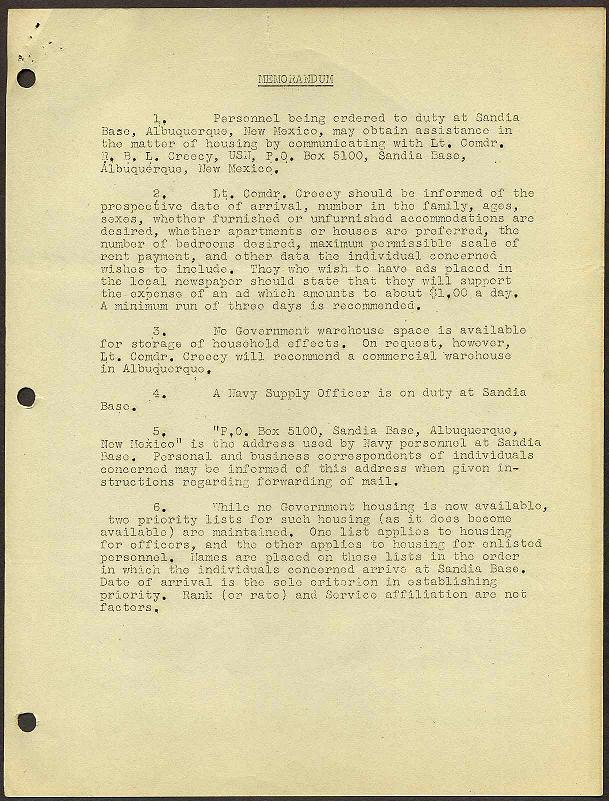 MEMORANDUM
1. Personnel being ordered to duty at Sandia
Base, Albuquerque, New Mexico, may obtain assistance in
the matter of housing by communicating with Lt. Comdr.
R. B. L. Creecy, USN, P.O. Box 5100, Sandia Base,
Albuquerque, New Mexico.
2. Lt. Comdr. Creecy should be informed of the
prospective date of arrival, number in the family, ages,
sexes, whether furnished or unfurnished accommodations are
desired, whether apartments or houses are preferred, the
number of bedrooms desired, maximum permissible scale of
rent payment, and other data the individual concerned
wishes to include. They who wish to have ads placed in
the local newspaper should state that they will support
the expense of an ad which amounts to about $1.00 a day.
A minimum run of three days is recommended.
3. No Government warehouse space is available
for storage of household effects. On request, however,
Lt. Comdr. Creecy will recommend a commercial warehouse
in Albuquerque.
4. A Navy Supply Officer is on duty at Sandia
Base.
5. "P.O. Box 5100, Sandia Base, Albuquerque,
New Mexico" is the address used by Navy personnel at Sandia
Base. Personal and business correspondents of individuals
concerned may be informed of this address when given in-
structions regarding forwarding of mail.
6. While no Government housing is now available,
two priority lists for such housing (as it does become
available) are maintained. One list applies to housing
for officers, and the other applies to housing for enlisted
personnel. Names are placed on these lists in the order
in which the individuals concerned arrive at Sandia Base.
Date of arrival is the sole criterion in establishing
priority. Rank (or rate) and Service affiliation are not
factors.